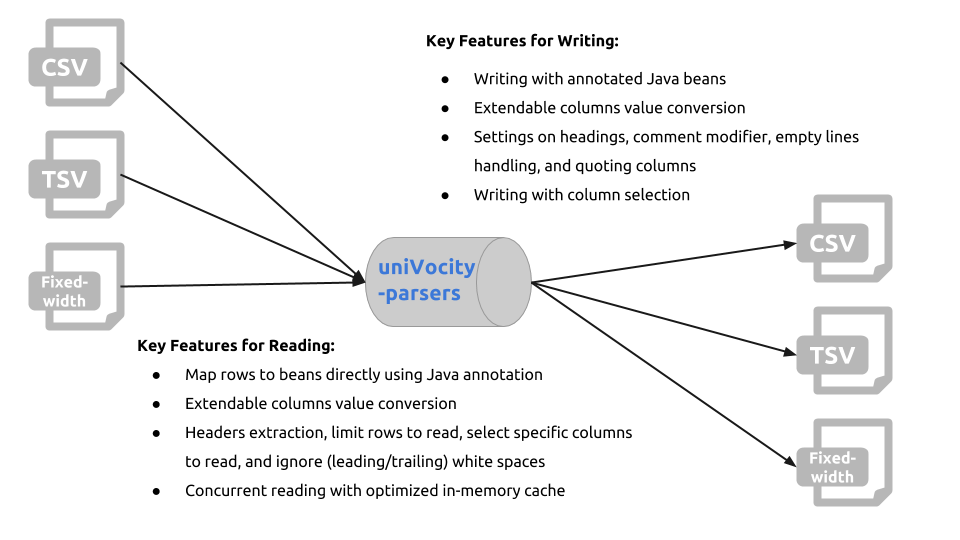 CSV
TSV
Fixed-
width
Key Features for Writing:
● Writing with annotated Java beans
● Extendable columns value conversion
● Settings on headings, comment modifier, empty lines
handling, and quoting columns
● Writing with column selection
uniVocity
-parsers
Key Features for Reading:
● Map rows to beans directly using Java annotation
● Extendable columns value conversion
● Headers extraction, limit rows to read, select specific columns
to read, and ignore (leading/trailing) white spaces
● Concurrent reading with optimized in-memory cache
CSV
TSV
Fixed-
width